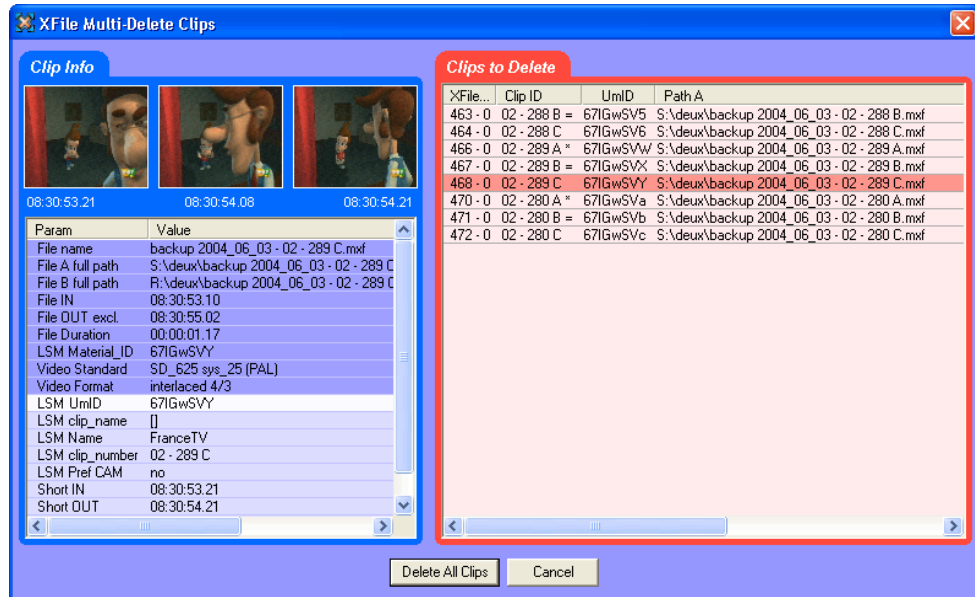 XFile Multi-Delete Clips
Clip Info
08:30:53.21 08:30:54.08 08:30:54.21
Param Value
File name backup 2004_06_03 - 02 - 289 C.mxf
File A full path S:\deux\backup 2004_06_03 - 02 - 289 C
File B full path R:\deux\backup 2004_06_03 - 02 - 289 C
File IN 08:30:53.10
File OUT excl. 08:30:55.02
File Duration 00:00:01.17
LSM Material_ID 67IGwSVY
Video Standard SD_625 sys_25 (PAL)
Video Format interlaced 4/3
LSM UmID 67IGwSVY
LSM clip_name []
LSM Name FranceTV
LSM clip_number 02 - 289 C
LSM Pref CAM no
Short IN 08:30:53.21
Short OUT 08:30:54.21
Clips to Delete
XFile... Clip ID UmID Path A
463 - 0 02 - 288 B = 67IGwSV5 S:\deux\backup 2004_06_03 - 02 - 288 B.mxf
464 - 0 02 - 288 C 67IGwSV6 S:\deux\backup 2004_06_03 - 02 - 288 C.mxf
466 - 0 02 - 289 A * 67IGwSVW S:\deux\backup 2004_06_03 - 02 - 289 A.mxf
467 - 0 02 - 289 B = 67IGwSVX S:\deux\backup 2004_06_03 - 02 - 289 B.mxf
468 - 0 02 - 289 C 67IGwSVY S:\deux\backup 2004_06_03 - 02 - 289 C.mxf
470 - 0 02 - 280 A * 67IGwSVa S:\deux\backup 2004_06_03 - 02 - 280 A.mxf
471 - 0 02 - 280 B = 67IGwSVb S:\deux\backup 2004_06_03 - 02 - 280 B.mxf
472 - 0 02 - 280 C 67IGwSVc S:\deux\backup 2004_06_03 - 02 - 280 C.mxf
Delete All Clips Cancel